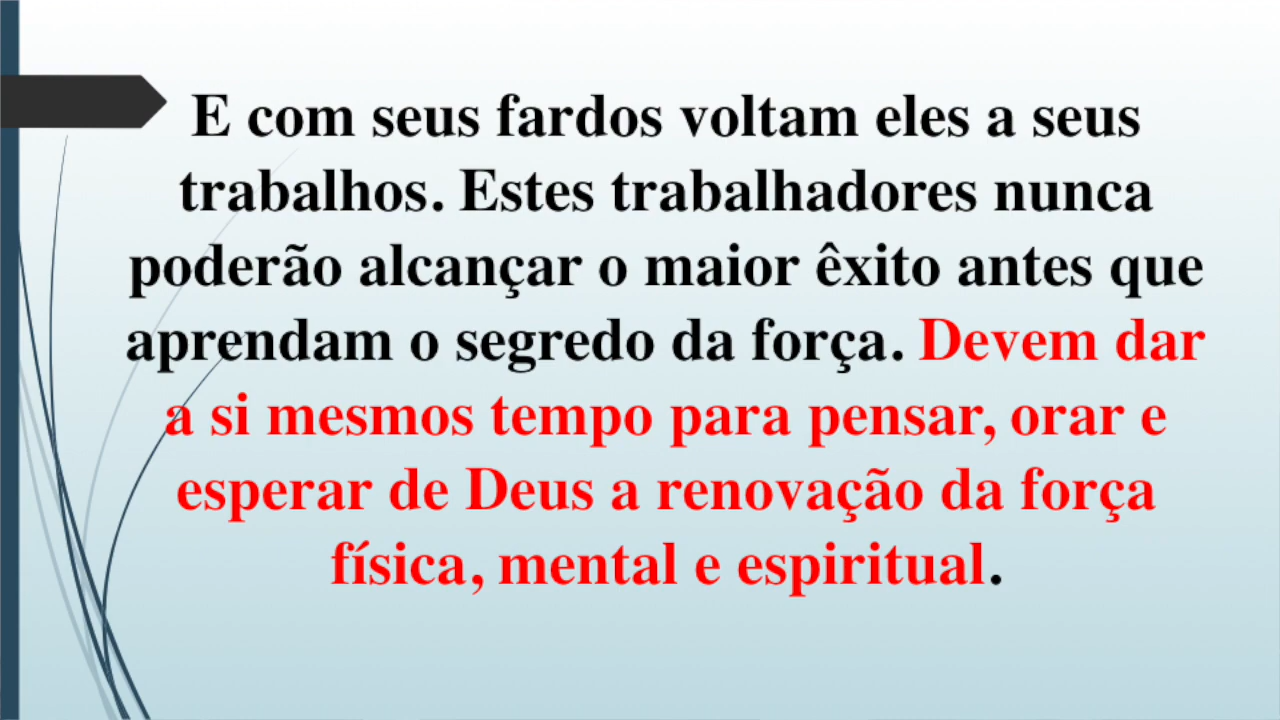 E com seus fardos voltam eles a seus
trabalhos. Estes trabalhadores nunca
poderão alcançar o maior êxito antes que
aprendam o segredo da força. Devem dar
a si mesmos tempo para pensar, orar e
esperar de Deus a renovação da força
física, mental e espiritual.